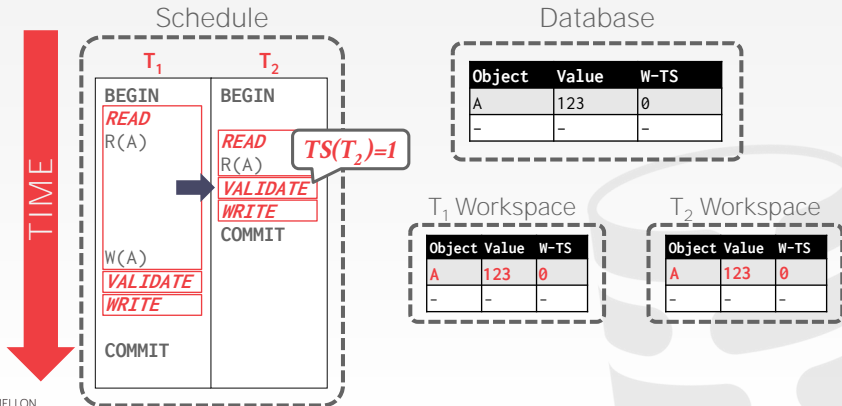 Schedule
Database
TIME
T1
T2
BEGIN
BEGIN
READ
R(A)
READ
R(A)
TS(T2)=1
VALIDATE
WRITE
COMMIT
W(A)
VALIDATE
WRITE
COMMIT
Object Value W-TS
A 123 0
– – –
T1 Workspace
Object Value W-TS
A 123 0
– – –
T2 Workspace
Object Value W-TS
A 123 0
– – –